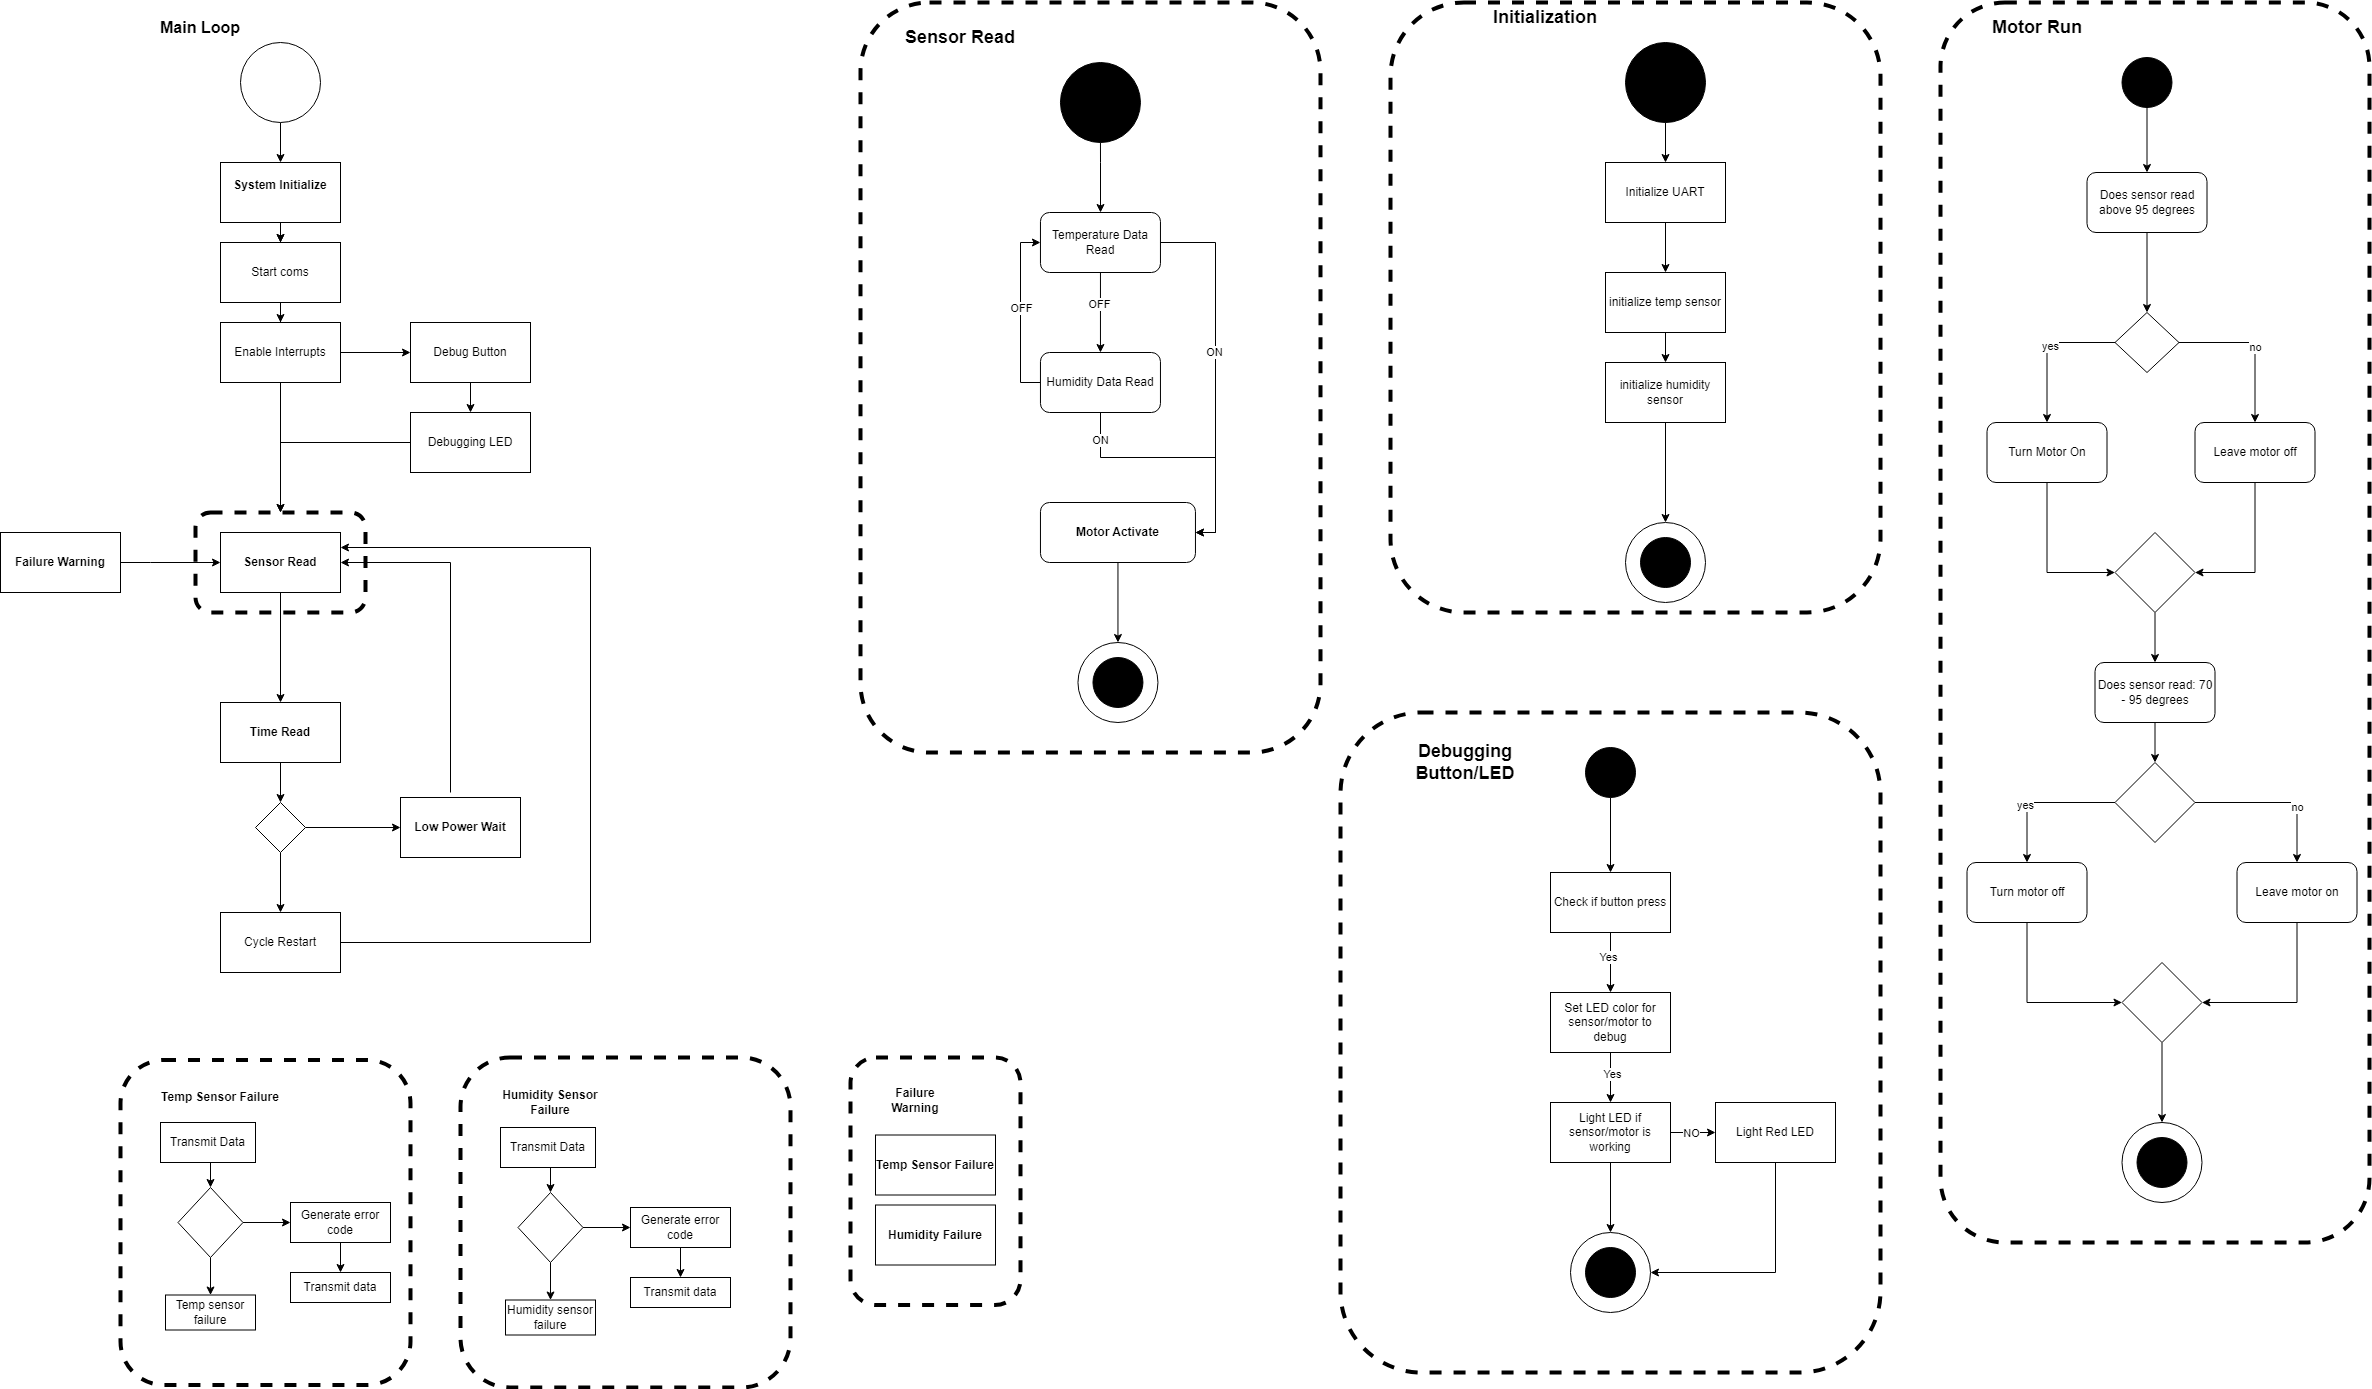 Main Loop
System Initialize
Start coms
Enable Interrupts
Debug Button
Debugging LED
Failure Warning
Sensor Read
Time Read
Low Power Wait
Cycle Restart
Sensor Read
Temperature Data
Read
OFF
OFF
ON
Humidity Data Read
ON
Motor Activate
Initialization
Initialize UART
initialize temp sensor
initialize humidity
sensor
Motor Run
Does sensor read
above 95 degrees
yes
no
Turn Motor On
Leave motor off
Does sensor read: 70
- 95 degrees
yes
no
Turn motor off
Leave motor on
Debugging
Button/LED
Check if button press
Yes
Set LED color for
sensor/motor to
debug
Yes
Light LED if
sensor/motor is
working
NO
Light Red LED
Temp Sensor Failure
Transmit Data
Generate error
code
Transmit data
Temp sensor
failure
Humidity Sensor
Failure
Transmit Data
Generate error
code
Transmit data
Humidity sensor
failure
Failure
Warning
Temp Sensor Failure
Humidity Failure